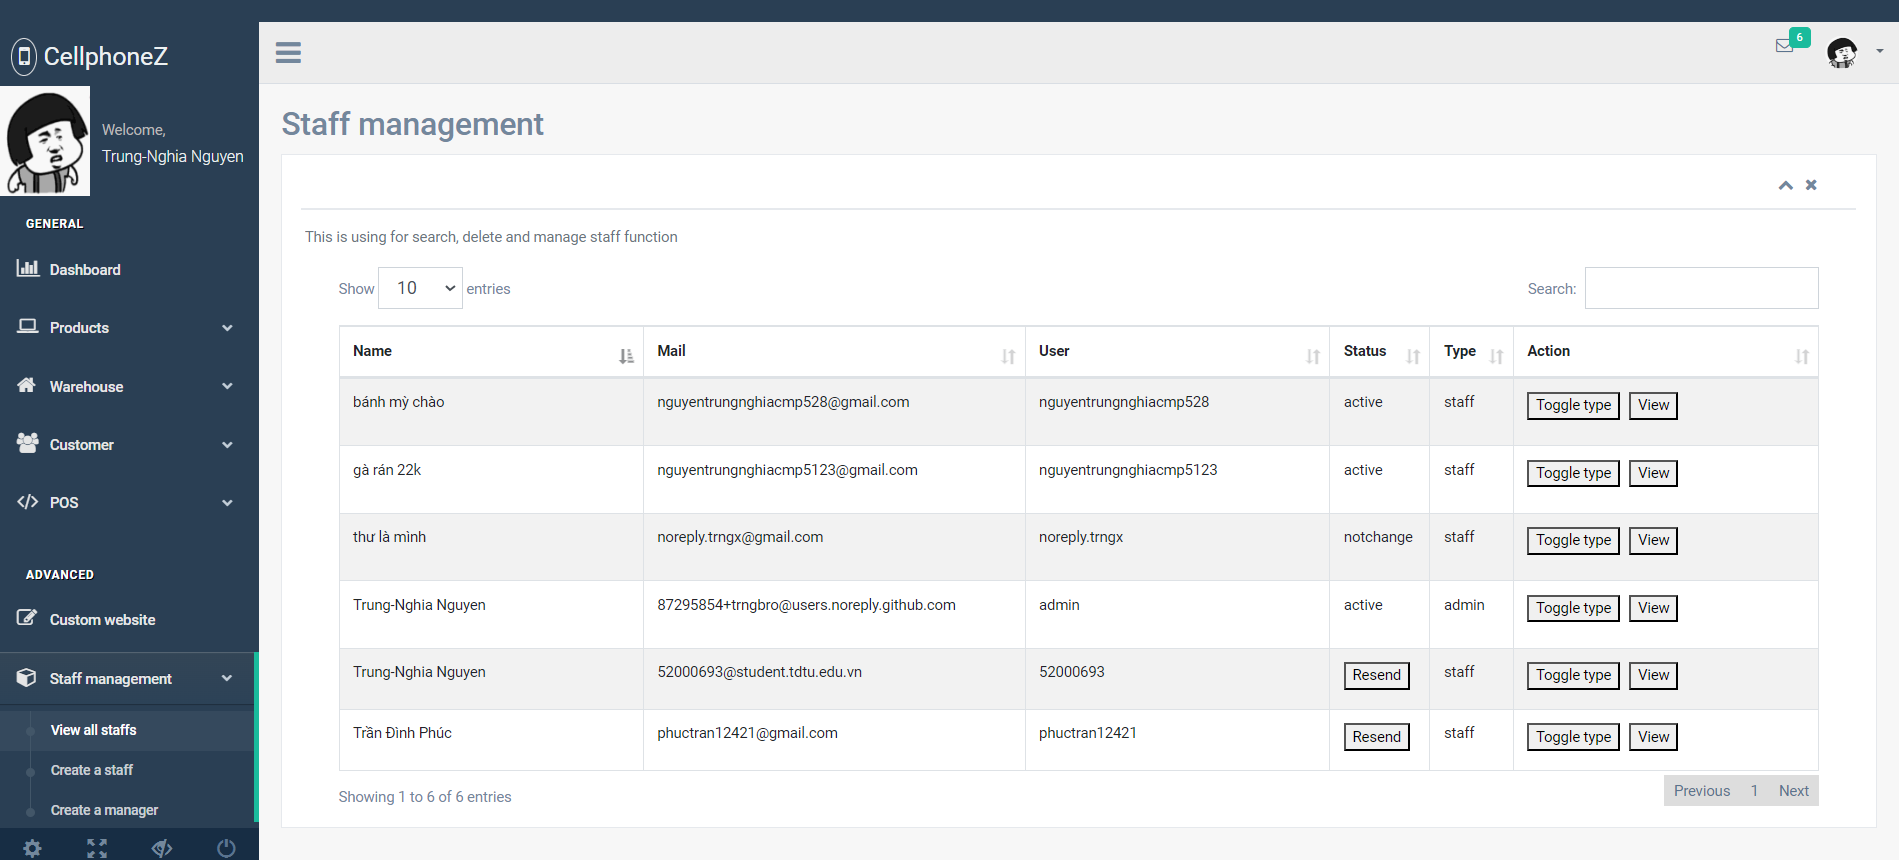 CellphoneZ
Welcome,
Trung-Nghia Nguyen
GENERAL
Dashboard
Products
Warehouse
Customer
POS
ADVANCED
Custom website
Staff management
View all staffs
Create a staff
Create a manager
6
Staff management
This is using for search, delete and manage staff function
Show 10 entries Search:
Name Mail User Status Type Action
bánh mỳ chào nguyentrungnghiacmp528@gmail.com nguyentrungnghiacmp528 active staff Toggle type View
gà rán 22k nguyentrungnghiacmp5123@gmail.com nguyentrungnghiacmp5123 active staff Toggle type View
thư là mình noreply.trngx@gmail.com noreply.trngx notchange staff Toggle type View
Trung-Nghia Nguyen 87295854+trngbro@users.noreply.github.com admin active admin Toggle type View
Trung-Nghia Nguyen 52000693@student.tdtu.edu.vn 52000693 Resend staff Toggle type View
Trần Đình Phúc phuctran12421@gmail.com phuctran12421 Resend staff Toggle type View
Showing 1 to 6 of 6 entries Previous 1 Next